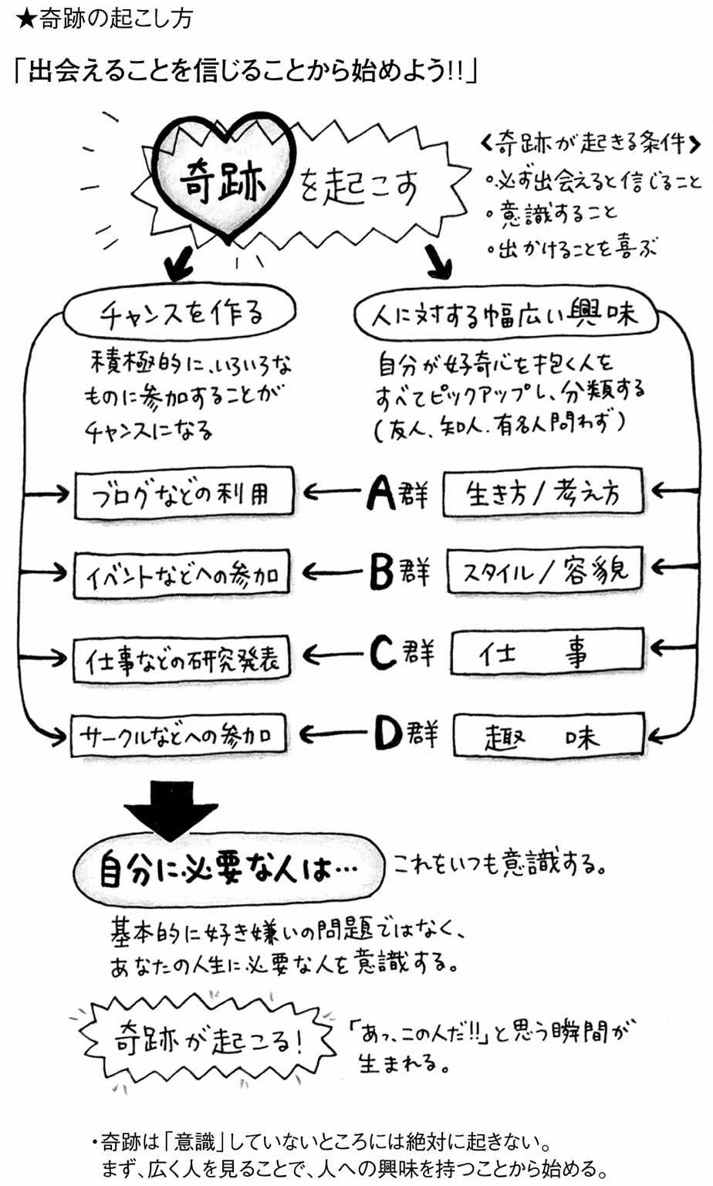 ★奇跡の起こし方
「出会えることを信じることから始めよう!!」
奇跡を起こす
<奇跡が起きる条件>
・必ず出会えると信じること
・意識すること
・出かけることを喜ぶ
チャンスを作る
積極的に、いろいろな
ものに参加することが
チャンスになる
人に対する幅広い興味
自分が好奇心を抱く人を
すべてピックアップし、分類する
(友人、知人、有名人問わず)
ブログなどの利用 ← A群 生き方/考え方
イベントなどへの参加 ← B群 スタイル/容貌
仕事などの研究発表 ← C群 仕事
サークルなどへの参加 ← D群 趣味
自分に必要な人は… これをいつも意識する。
基本的に好き嫌いの問題ではなく、
あなたの人生に必要な人を意識する。
奇跡が起こる!
「あっ、この人だ!!」と思う瞬間が
生まれる。
・奇跡は「意識」していないところには絶対に起きない。
まず、広く人を見ることで、人への興味を持つことから始める。